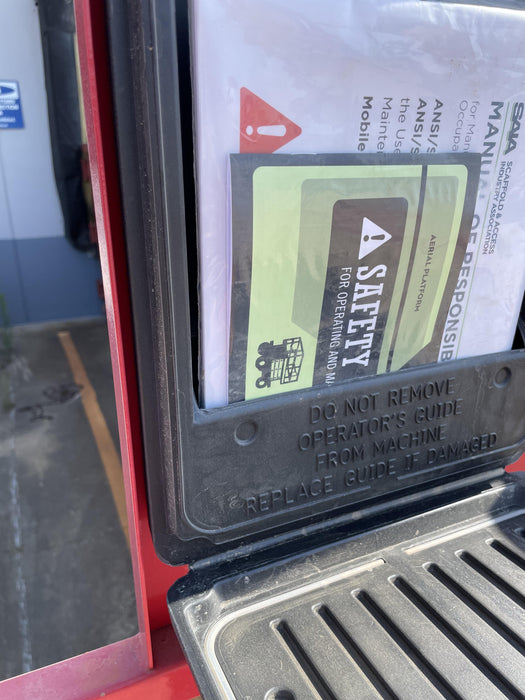 SAIA
SCAFFOLD & ACCESS
INDUSTRY ASSOCIATION
MANUAL OF RESPONSIB
for Man
Occupa
ANSI/S
ANSI/S
the Use
Mainte
Mobile
AERIAL PLATFORM
SAFETY
FOR OPERATING AND MA
DO NOT REMOVE
OPERATOR'S GUIDE
FROM MACHINE
REPLACE GUIDE IF DAMAGED